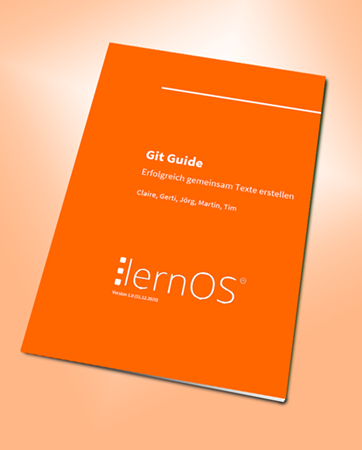 Git Guide
Erfolgreich gemeinsam Texte erstellen
Claire, Gerti, Jörg, Martin, Tim
lernOS